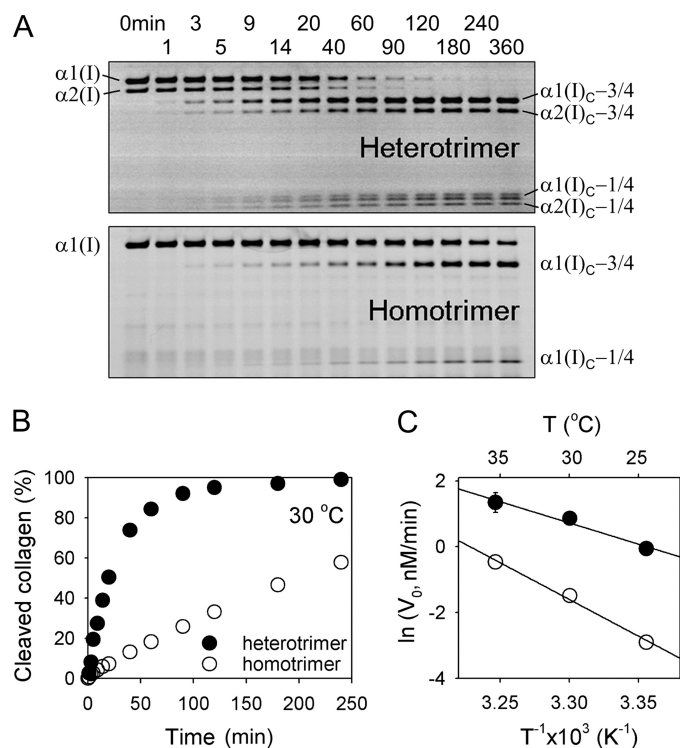 A
0min 3 9 20 60 120 240
1 5 14 40 90 180 360
α1(I)
α2(I)
α1(I)C−3/4
α2(I)C−3/4
Heterotrimer
α1(I)C−1/4
α2(I)C−1/4
α1(I)
α1(I)C−3/4
Homotrimer
α1(I)C−1/4
B
Cleaved collagen (%)
100
80
60
40
20
0
30 °C
heterotrimer
homotrimer
0 50 100 150 200 250
Time (min)
C
T (°C)
35 30 25
ln (V0, nM/min)
2
0
-2
-4
3.25 3.30 3.35
T-1x103 (K-1)